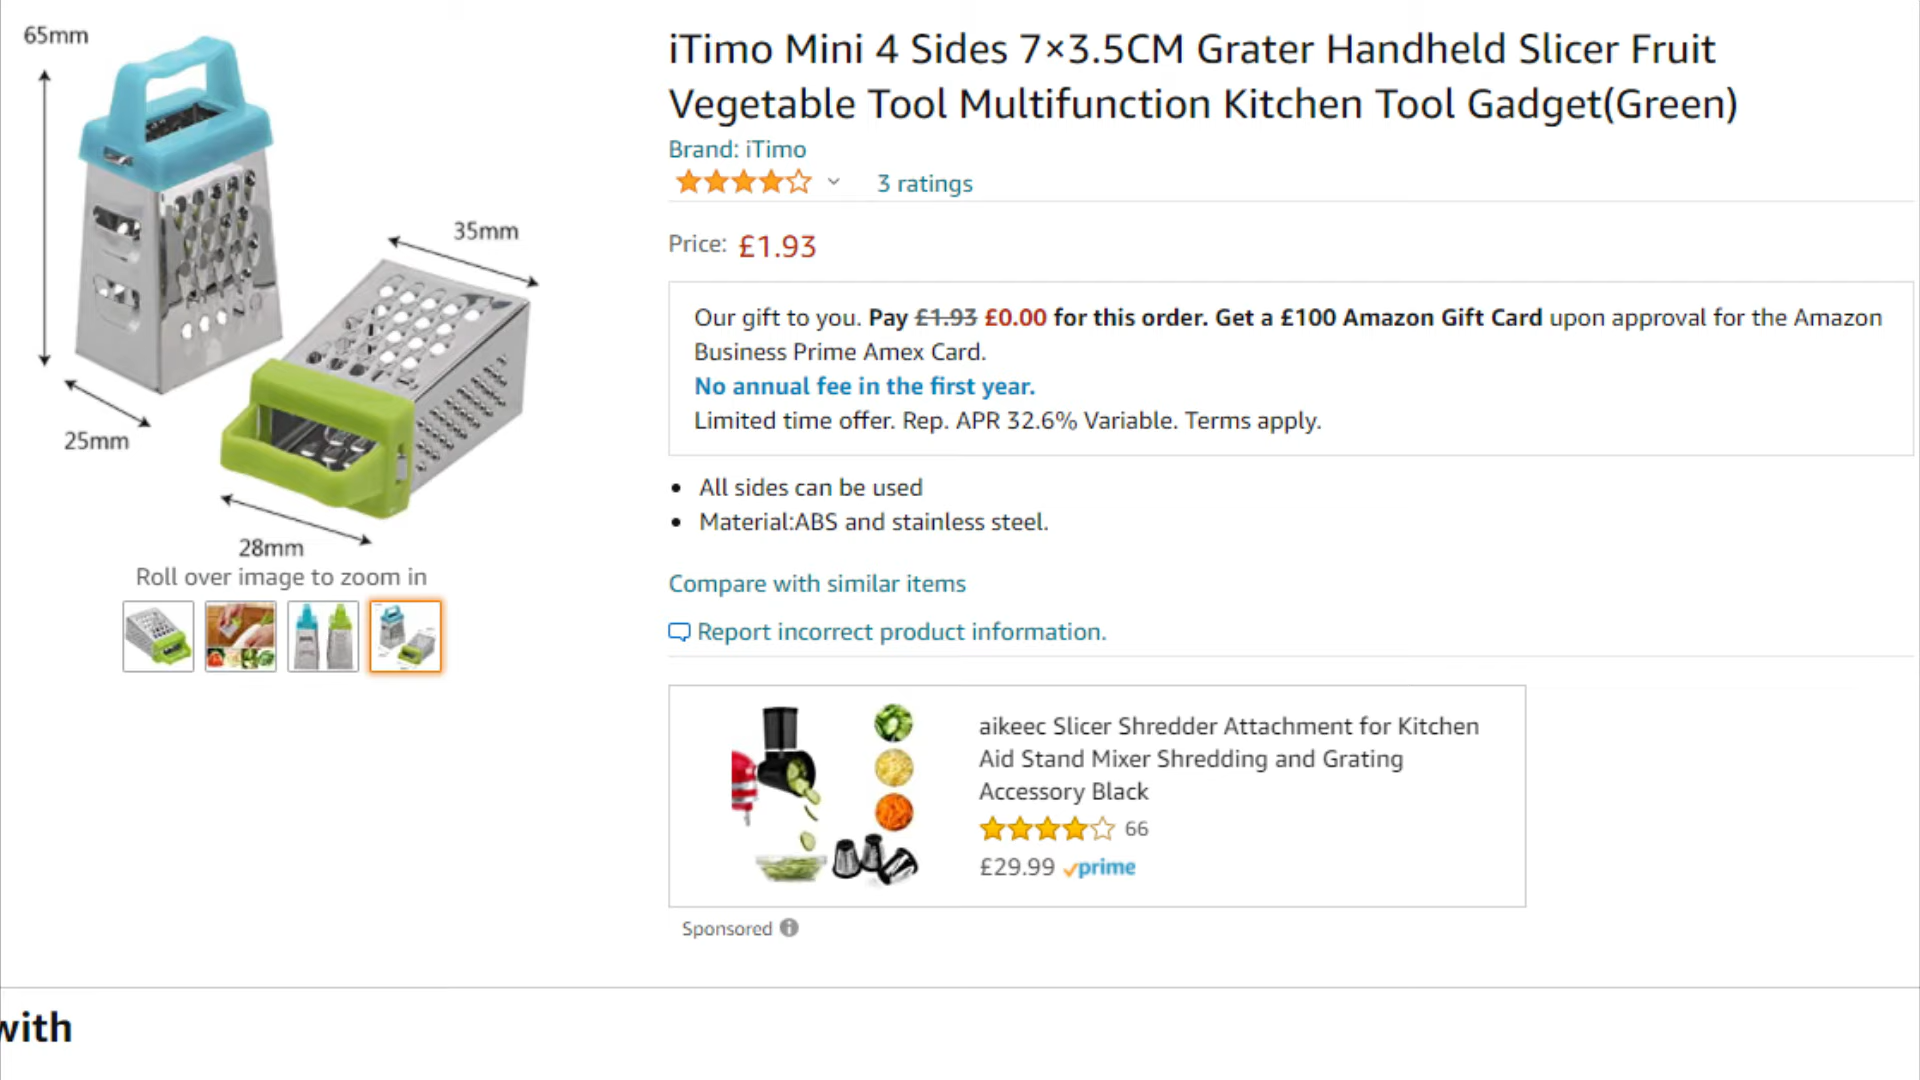 65mm
35mm
25mm
28mm
Roll over image to zoom in
iTimo Mini 4 Sides 7×3.5CM Grater Handheld Slicer Fruit
Vegetable Tool Multifunction Kitchen Tool Gadget(Green)
Brand: iTimo
3 ratings
Price: £1.93
Our gift to you. Pay £1.93 £0.00 for this order. Get a £100 Amazon Gift Card upon approval for the Amazon
Business Prime Amex Card.
No annual fee in the first year.
Limited time offer. Rep. APR 32.6% Variable. Terms apply.
All sides can be used
Material:ABS and stainless steel.
Compare with similar items
Report incorrect product information.
aikeec Slicer Shredder Attachment for Kitchen
Aid Stand Mixer Shredding and Grating
Accessory Black
66
£29.99 prime
Sponsored
with